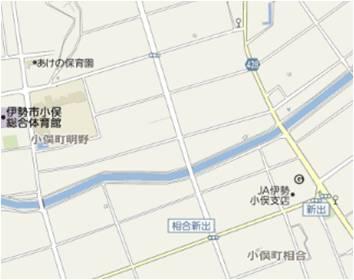 あけの保育園
428
伊勢市小俣
総合体育館
小俣町明野
G
JA伊勢
小俣支店
新出
相合新出
小俣町相合